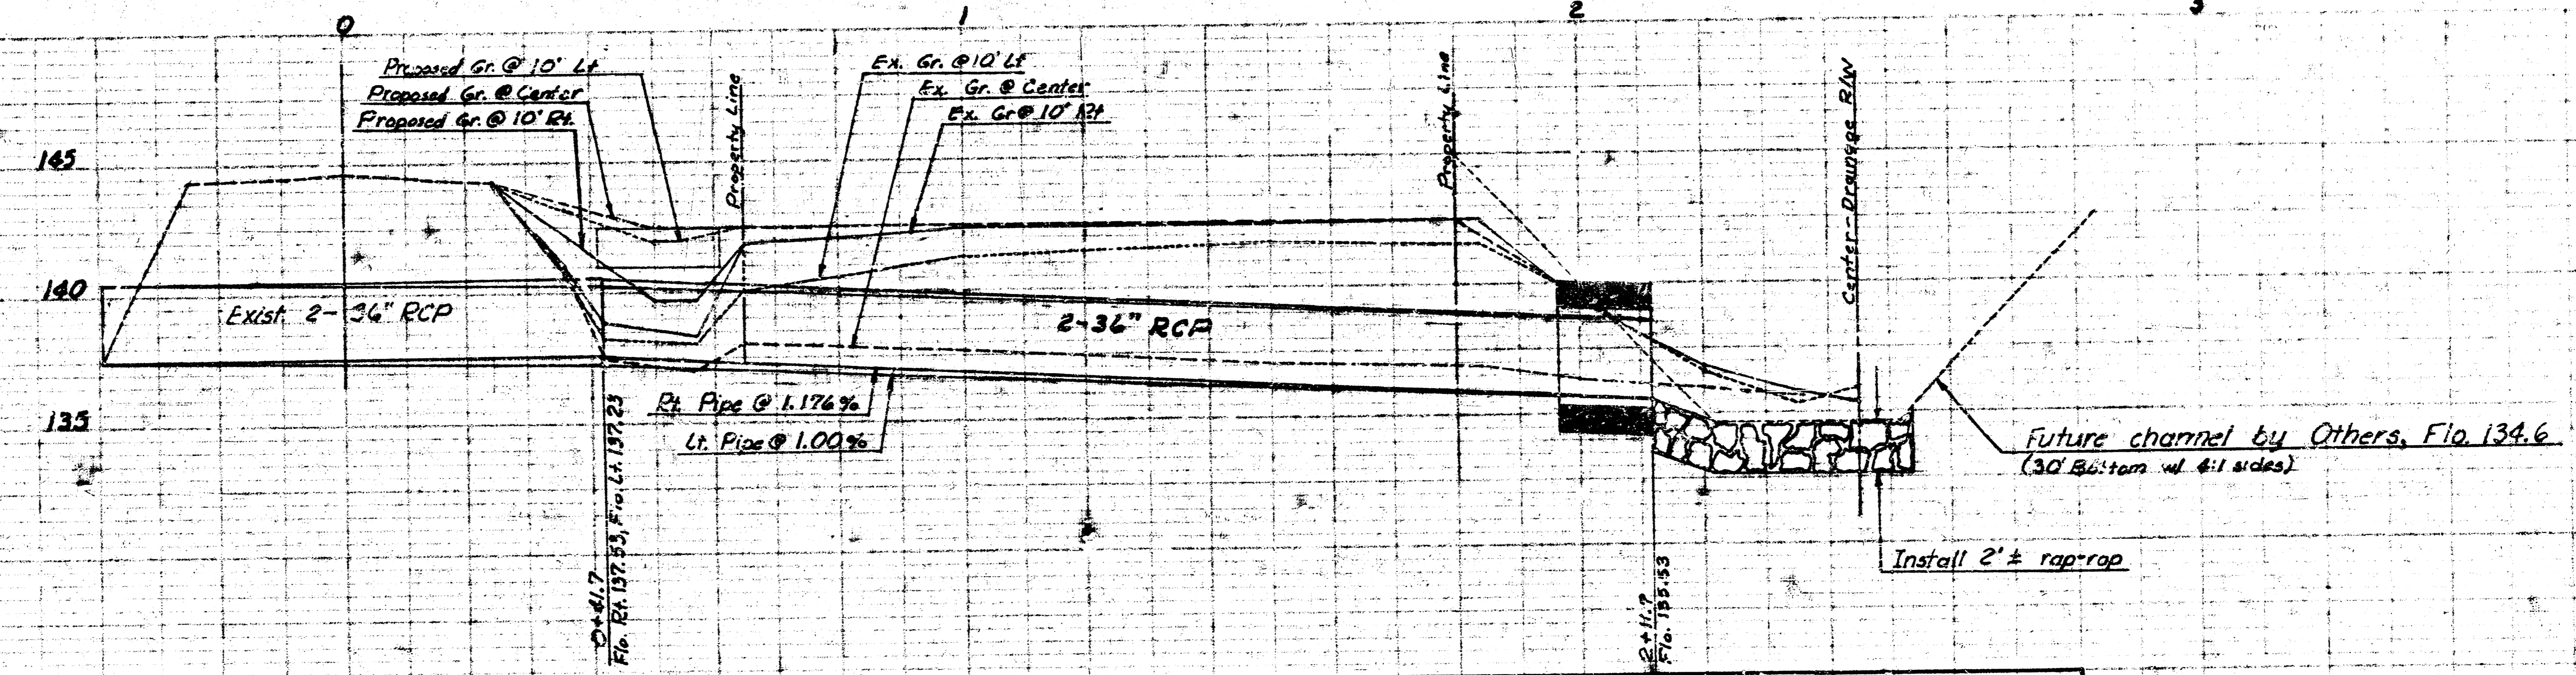 0 1 2 3
Proposed Gr. @ 10' Lt
Proposed Gr. @ Center
Proposed Gr. @ 10' Rt.
Property Line
Ex. Gr. @ 10' Lt
Ex. Gr. @ Center
Ex. Gr @ 10' Rt
Property Line
Center-Drainage R/W
145
140
135
Exist. 2-36" RCP
2-36" RCP
Rt. Pipe @ 1.176%
Lt. Pipe @ 1.00%
0+41.7
Flo. Rt. 137.53, Flo. Lt. 137.23
2+11.7
Flo. 135.53
Future channel by Others, Flo. 134.6
(30' Bottom w/ 4:1 sides)
Install 2' ± rap-rap